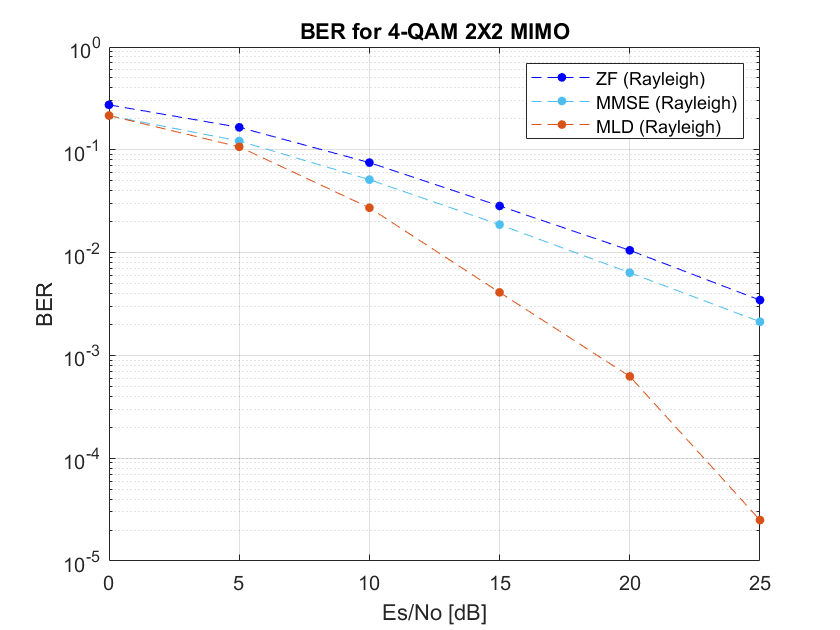 BER for 4-QAM 2X2 MIMO
ZF (Rayleigh)
MMSE (Rayleigh)
MLD (Rayleigh)
BER
10^0
10^-1
10^-2
10^-3
10^-4
10^-5
0 5 10 15 20 25
Es/No [dB]